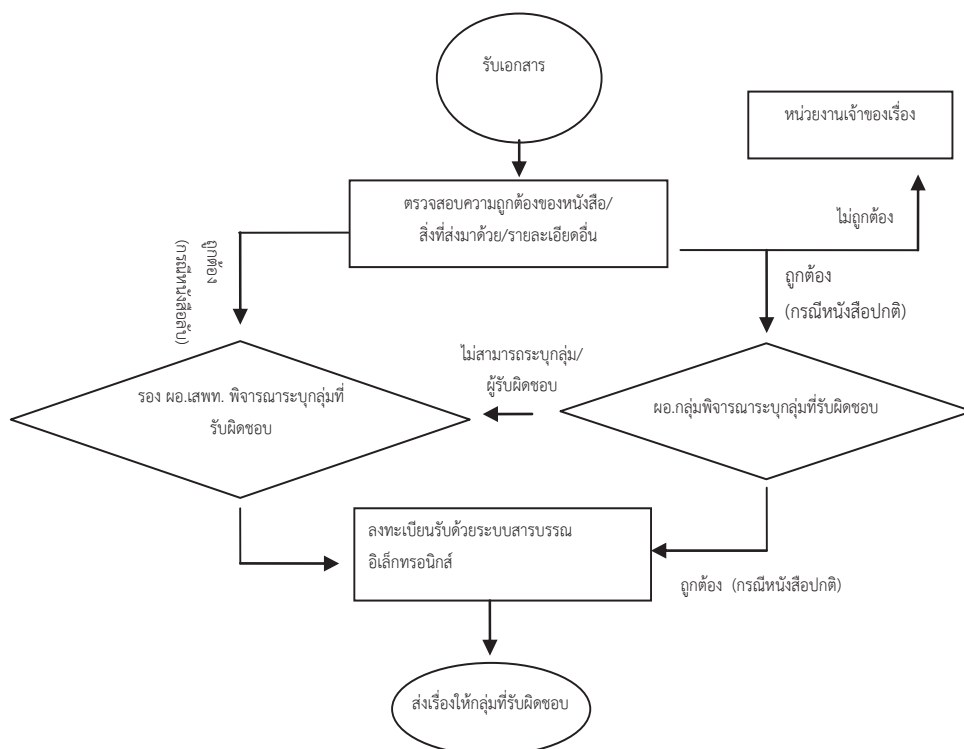 รับเอกสาร
หน่วยงานเจ้าของเรื่อง
ตรวจสอบความถูกต้องของหนังสือ/
สิ่งที่ส่งมาด้วย/รายละเอียดอื่น
ไม่ถูกต้อง
ถูกต้อง
(กรณีหนังสือลับ)
ถูกต้อง
(กรณีหนังสือปกติ)
ไม่สามารถระบุกลุ่ม/
ผู้รับผิดชอบ
รอง ผอ.เสพท. พิจารณาระบุกลุ่มที่
รับผิดชอบ
ผอ.กลุ่มพิจารณาระบุกลุ่มที่รับผิดชอบ
ลงทะเบียนรับด้วยระบบสารบรรณ
อิเล็กทรอนิกส์
ถูกต้อง (กรณีหนังสือปกติ)
ส่งเรื่องให้กลุ่มที่รับผิดชอบ